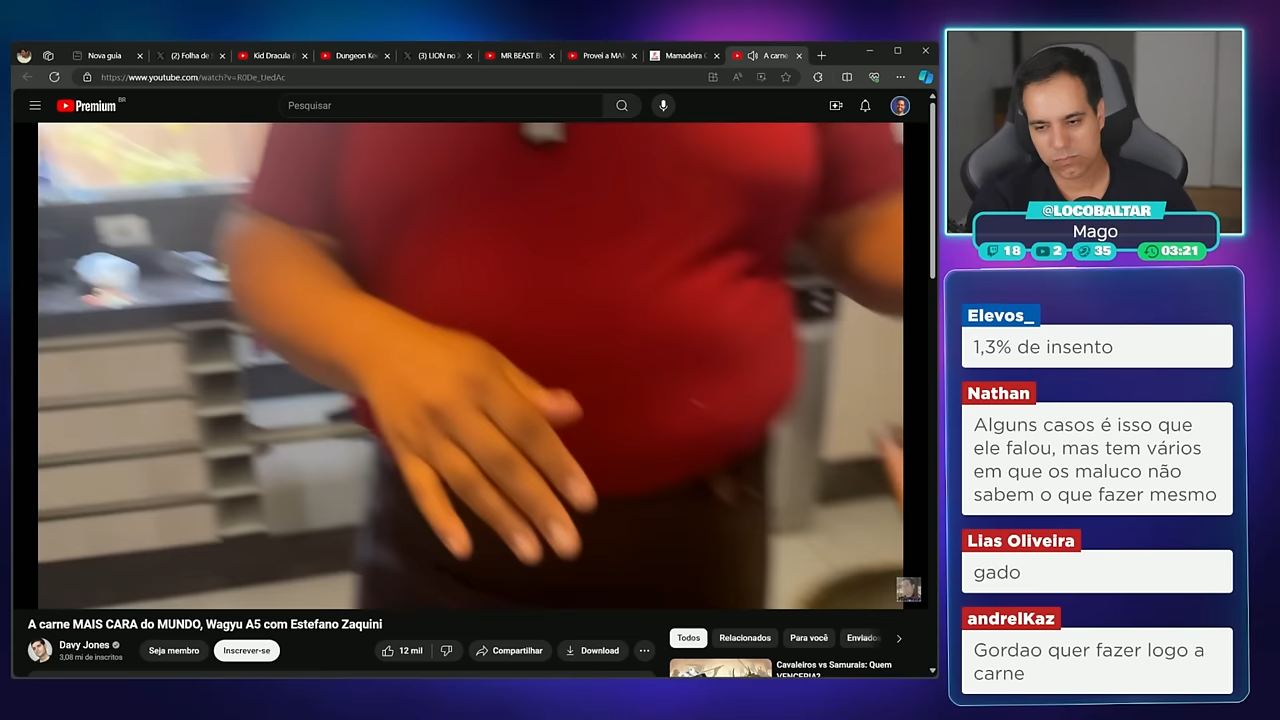 Nova guia
(2) Folha de
Kid Dracula
Dungeon Ke
(3) LION no
MR BEAST
Provei a MA
Mamadeira
A carne
https://www.youtube.com/watch?v=R0De_UedAc
Premium BR
Pesquisar
A carne MAIS CARA do MUNDO, Wagyu A5 com Estefano Zaquini
Davy Jones
3,08 mi de inscritos
Seja membro
Inscrever-se
12 mil
Compartilhar
Download
Todos
Relacionados
Para você
Enviados
Cavaleiros vs Samurais: Quem
VENCERIA?
@LOCOBALTAR
Mago
18
2
35
03:21
Elevos_
1,3% de insento
Nathan
Alguns casos é isso que
ele falou, mas tem vários
em que os maluco não
sabem o que fazer mesmo
Lias Oliveira
gado
andrelKaz
Gordao quer fazer logo a
carne